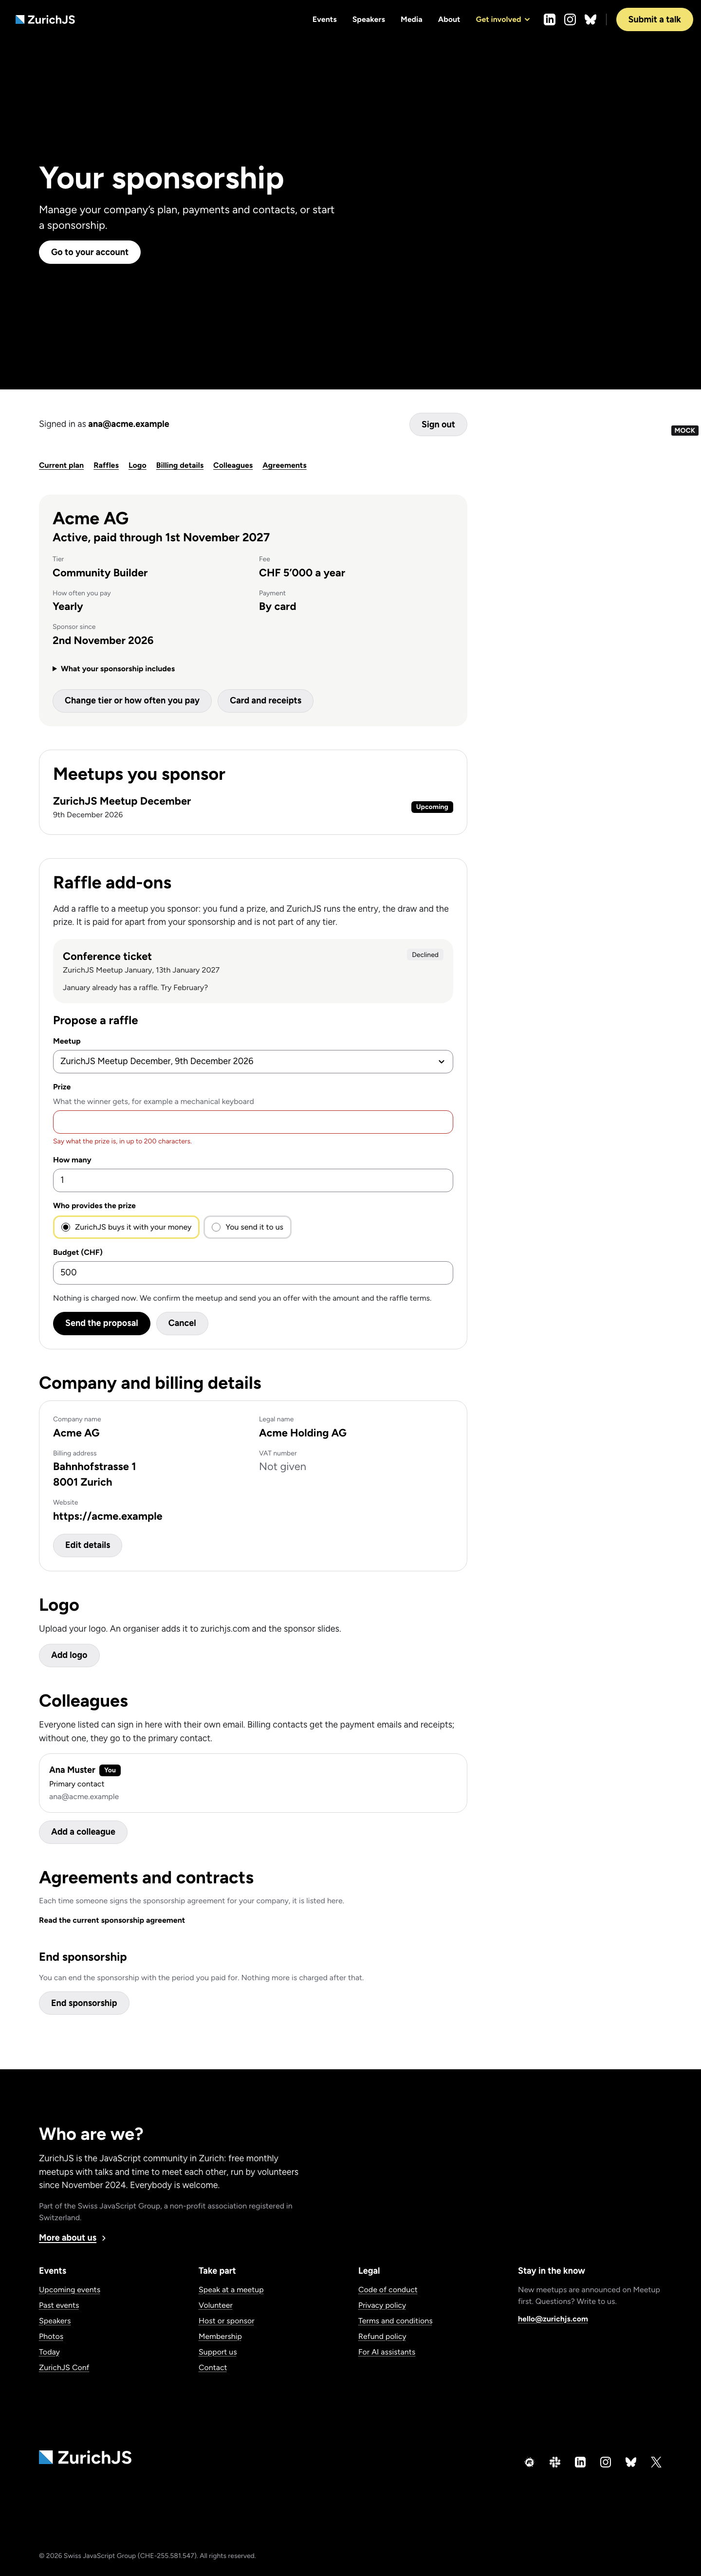 ZurichJS
Events
Speakers
Media
About
Get involved
Submit a talk
Your sponsorship
Manage your company's plan, payments and contacts, or start
a sponsorship.
Go to your account
Signed in as ana@acme.example
Sign out
MOCK
Current plan
Raffles
Logo
Billing details
Colleagues
Agreements
Acme AG
Active, paid through 1st November 2027
Tier
Community Builder
Fee
CHF 5’000 a year
How often you pay
Yearly
Payment
By card
Sponsor since
2nd November 2026
What your sponsorship includes
Change tier or how often you pay
Card and receipts
Meetups you sponsor
ZurichJS Meetup December
9th December 2026
Upcoming
Raffle add-ons
Add a raffle to a meetup you sponsor: you fund a prize, and ZurichJS runs the entry, the draw and the
prize. It is paid for apart from your sponsorship and is not part of any tier.
Conference ticket
Declined
ZurichJS Meetup January, 13th January 2027
January already has a raffle. Try February?
Propose a raffle
Meetup
ZurichJS Meetup December, 9th December 2026
Prize
What the winner gets, for example a mechanical keyboard
Say what the prize is, in up to 200 characters.
How many
1
Who provides the prize
ZurichJS buys it with your money
You send it to us
Budget (CHF)
500
Nothing is charged now. We confirm the meetup and send you an offer with the amount and the raffle terms.
Send the proposal
Cancel
Company and billing details
Company name
Acme AG
Legal name
Acme Holding AG
Billing address
Bahnhofstrasse 1
8001 Zurich
VAT number
Not given
Website
https://acme.example
Edit details
Logo
Upload your logo. An organiser adds it to zurichjs.com and the sponsor slides.
Add logo
Colleagues
Everyone listed can sign in here with their own email. Billing contacts get the payment emails and receipts;
without one, they go to the primary contact.
Ana Muster
You
Primary contact
ana@acme.example
Add a colleague
Agreements and contracts
Each time someone signs the sponsorship agreement for your company, it is listed here.
Read the current sponsorship agreement
End sponsorship
You can end the sponsorship with the period you paid for. Nothing more is charged after that.
End sponsorship
Who are we?
ZurichJS is the JavaScript community in Zurich: free monthly
meetups with talks and time to meet each other, run by volunteers
since November 2024. Everybody is welcome.
Part of the Swiss JavaScript Group, a non-profit association registered in
Switzerland.
More about us
Events
Upcoming events
Past events
Speakers
Photos
Today
ZurichJS Conf
Take part
Speak at a meetup
Volunteer
Host or sponsor
Membership
Support us
Contact
Legal
Code of conduct
Privacy policy
Terms and conditions
Refund policy
For AI assistants
Stay in the know
New meetups are announced on Meetup
first. Questions? Write to us.
hello@zurichjs.com
ZurichJS
© 2026 Swiss JavaScript Group (CHE-255.581.547). All rights reserved.